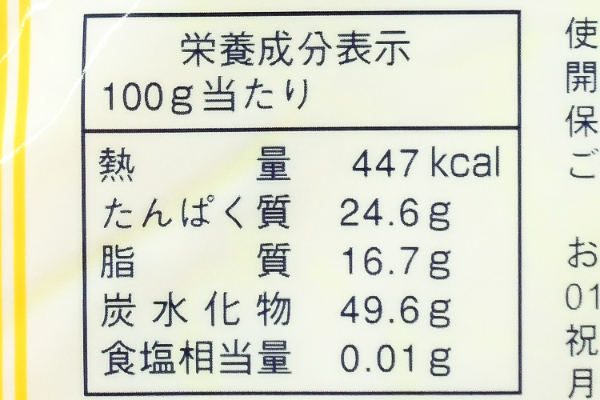 栄養成分表示
100g当たり
熱量 447kcal
たんぱく質 24.6g
脂質 16.7g
炭水化物 49.6g
食塩相当量 0.01g
使
開
保
ご
お
01
祝
月